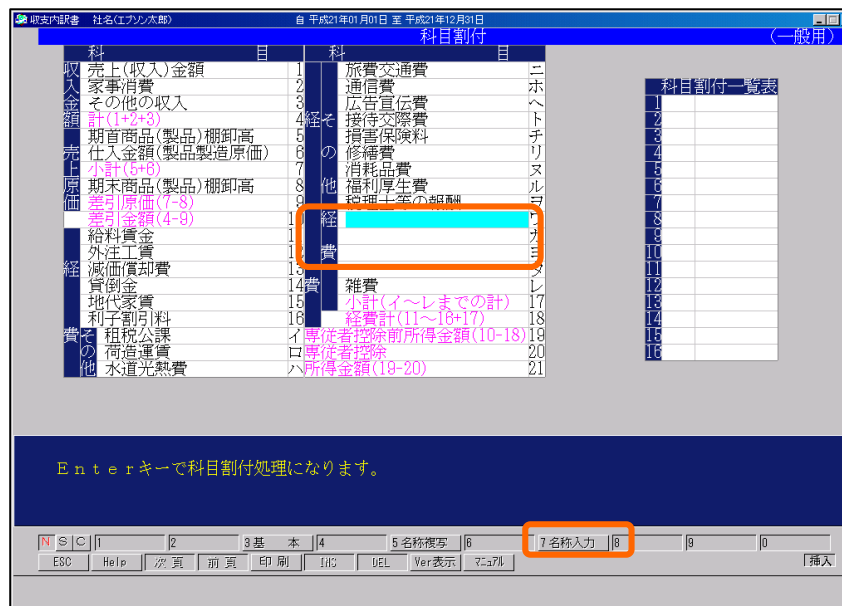 収支内訳書 社名(エプソン太郎) 自 平成21年01月01日 至 平成21年12月31日
科目割付 (一般用)
科 目 科 目
収入金額
売上(収入)金額 1
家事消費 2
その他の収入 3
計(1+2+3) 4
売上原価
期首商品(製品)棚卸高 5
仕入金額(製品製造原価) 6
小計(5+6) 7
期末商品(製品)棚卸高 8
差引原価(7-8) 9
差引金額(4-9)
経費
給料賃金
外注工賃
減価償却費
貸倒金 14
地代家賃 15
利子割引料 16
その他
租税公課 イ
荷造運賃 ロ
水道光熱費 ハ
経費
その他経費
旅費交通費 ニ
通信費 ホ
広告宣伝費 ヘ
接待交際費 ト
損害保険料 チ
修繕費 リ
消耗品費 ヌ
福利厚生費 ル
税理士等の報酬 ヲ
ワ
カ
ヨ
タ
雑費 レ
小計(イ～レまでの計) 17
経費計(11～16+17) 18
専従者控除前所得金額(10-18) 19
専従者控除 20
所得金額(19-20) 21
科目割付一覧表
1
2
3
4
5
6
7
8
9
10
11
12
13
14
15
16
Enterキーで科目割付処理になります。
N S C 1 2 3基 本 4 5名称複写 6 7名称入力 8 9 0
ESC Help 次頁 前頁 印刷 INS DEL Ver表示 マニュアル 挿入